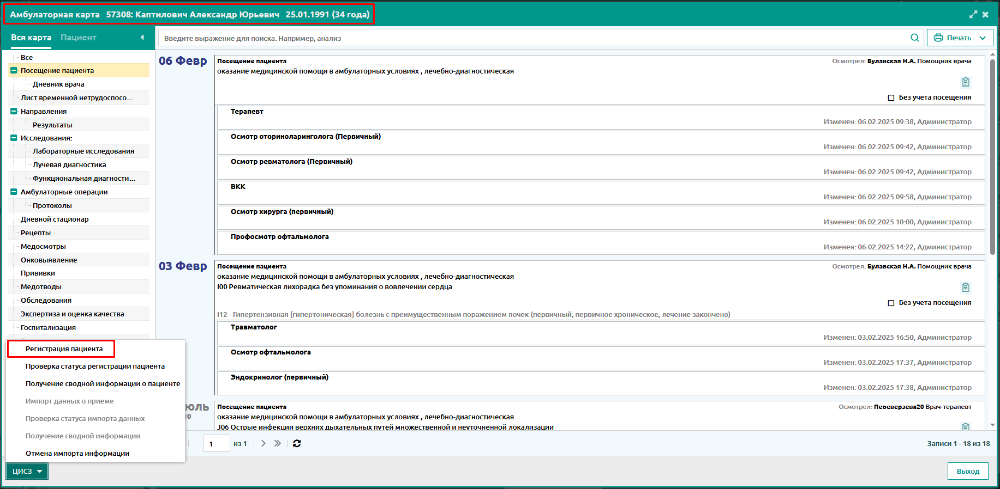 Амбулаторная карта 57308: Каптилович Александр Юрьевич 25.01.1991 (34 года)
Вся карта Пациент
Введите выражение для поиска. Например, анализ
Печать
Все
Посещение пациента
Дневник врача
Лист временной нетрудоспосо...
Направления
Результаты
Исследования:
Лабораторные исследования
Лучевая диагностика
Функциональная диагности...
Амбулаторные операции
Протоколы
Дневной стационар
Рецепты
Медосмотры
Онковыявление
Прививки
Медотводы
Обследования
Экспертиза и оценка качества
Госпитализация
Регистрация пациента
Проверка статуса регистрации пациента
Получение сводной информации о пациенте
Импорт данных о приеме
Проверка статуса импорта данных
Получение сводной информации
Отмена импорта информации
ЦИСЗ
06 Февр
Посещение пациента
Осмотрел: Булавская Н.А. Помощник врача
оказание медицинской помощи в амбулаторных условиях , лечебно-диагностическая
Без учета посещения
Терапевт
Изменен: 06.02.2025 09:38, Администратор
Осмотр оториноларинголога (Первичный)
Изменен: 06.02.2025 09:42, Администратор
Осмотр ревматолога (Первичный)
Изменен: 06.02.2025 09:42, Администратор
ВКК
Изменен: 06.02.2025 09:58, Администратор
Осмотр хирурга (первичный)
Изменен: 06.02.2025 10:00, Администратор
Профосмотр офтальмолога
Изменен: 06.02.2025 14:22, Администратор
03 Февр
Посещение пациента
Осмотрел: Булавская Н.А. Помощник врача
оказание медицинской помощи в амбулаторных условиях , лечебно-диагностическая
I00 Ревматическая лихорадка без упоминания о вовлечении сердца
Без учета посещения
I12 - Гипертензивная [гипертоническая] болезнь с преимущественным поражением почек (первичный, первичное хроническое, лечение закончено)
Травматолог
Изменен: 03.02.2025 16:50, Администратор
Осмотр офтальмолога
Изменен: 03.02.2025 17:37, Администратор
Эндокринолог (первичный)
Изменен: 03.02.2025 17:38, Администратор
юль
Посещение пациента
Осмотрел: Пеоеверзева20 Врач-терапевт
оказание медицинской помощи в амбулаторных условиях , лечебно-диагностическая
J06 Острые инфекции верхних дыхательных путей множественной и неуточненной локализации
1 из 1
Записи 1 - 18 из 18
Выход